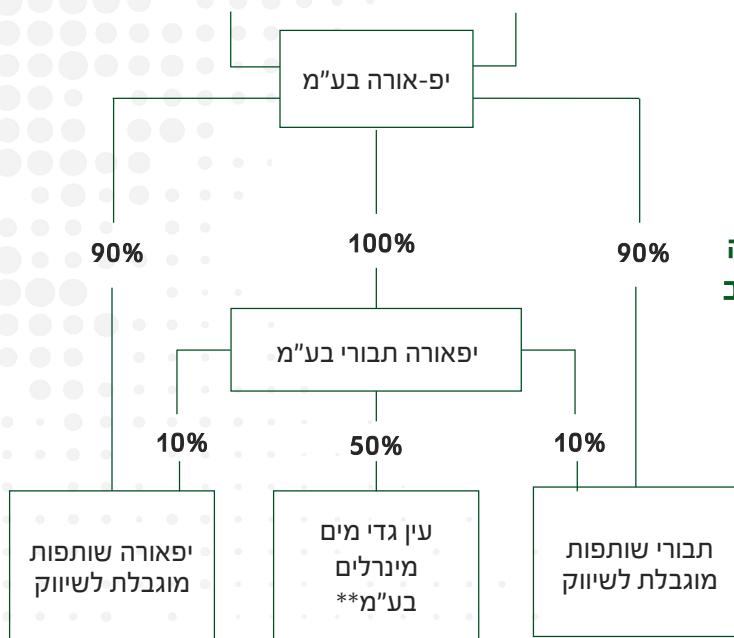 יפ-אורה בע"מ
90%
100%
90%
ה
ב
יפאורה תבורי בע"מ
10%
50%
10%
תבורי שותפות
מוגבלת לשיווק
עין גדי מים
מינרלים
בע"מ**
יפאורה שותפות
מוגבלת לשיווק